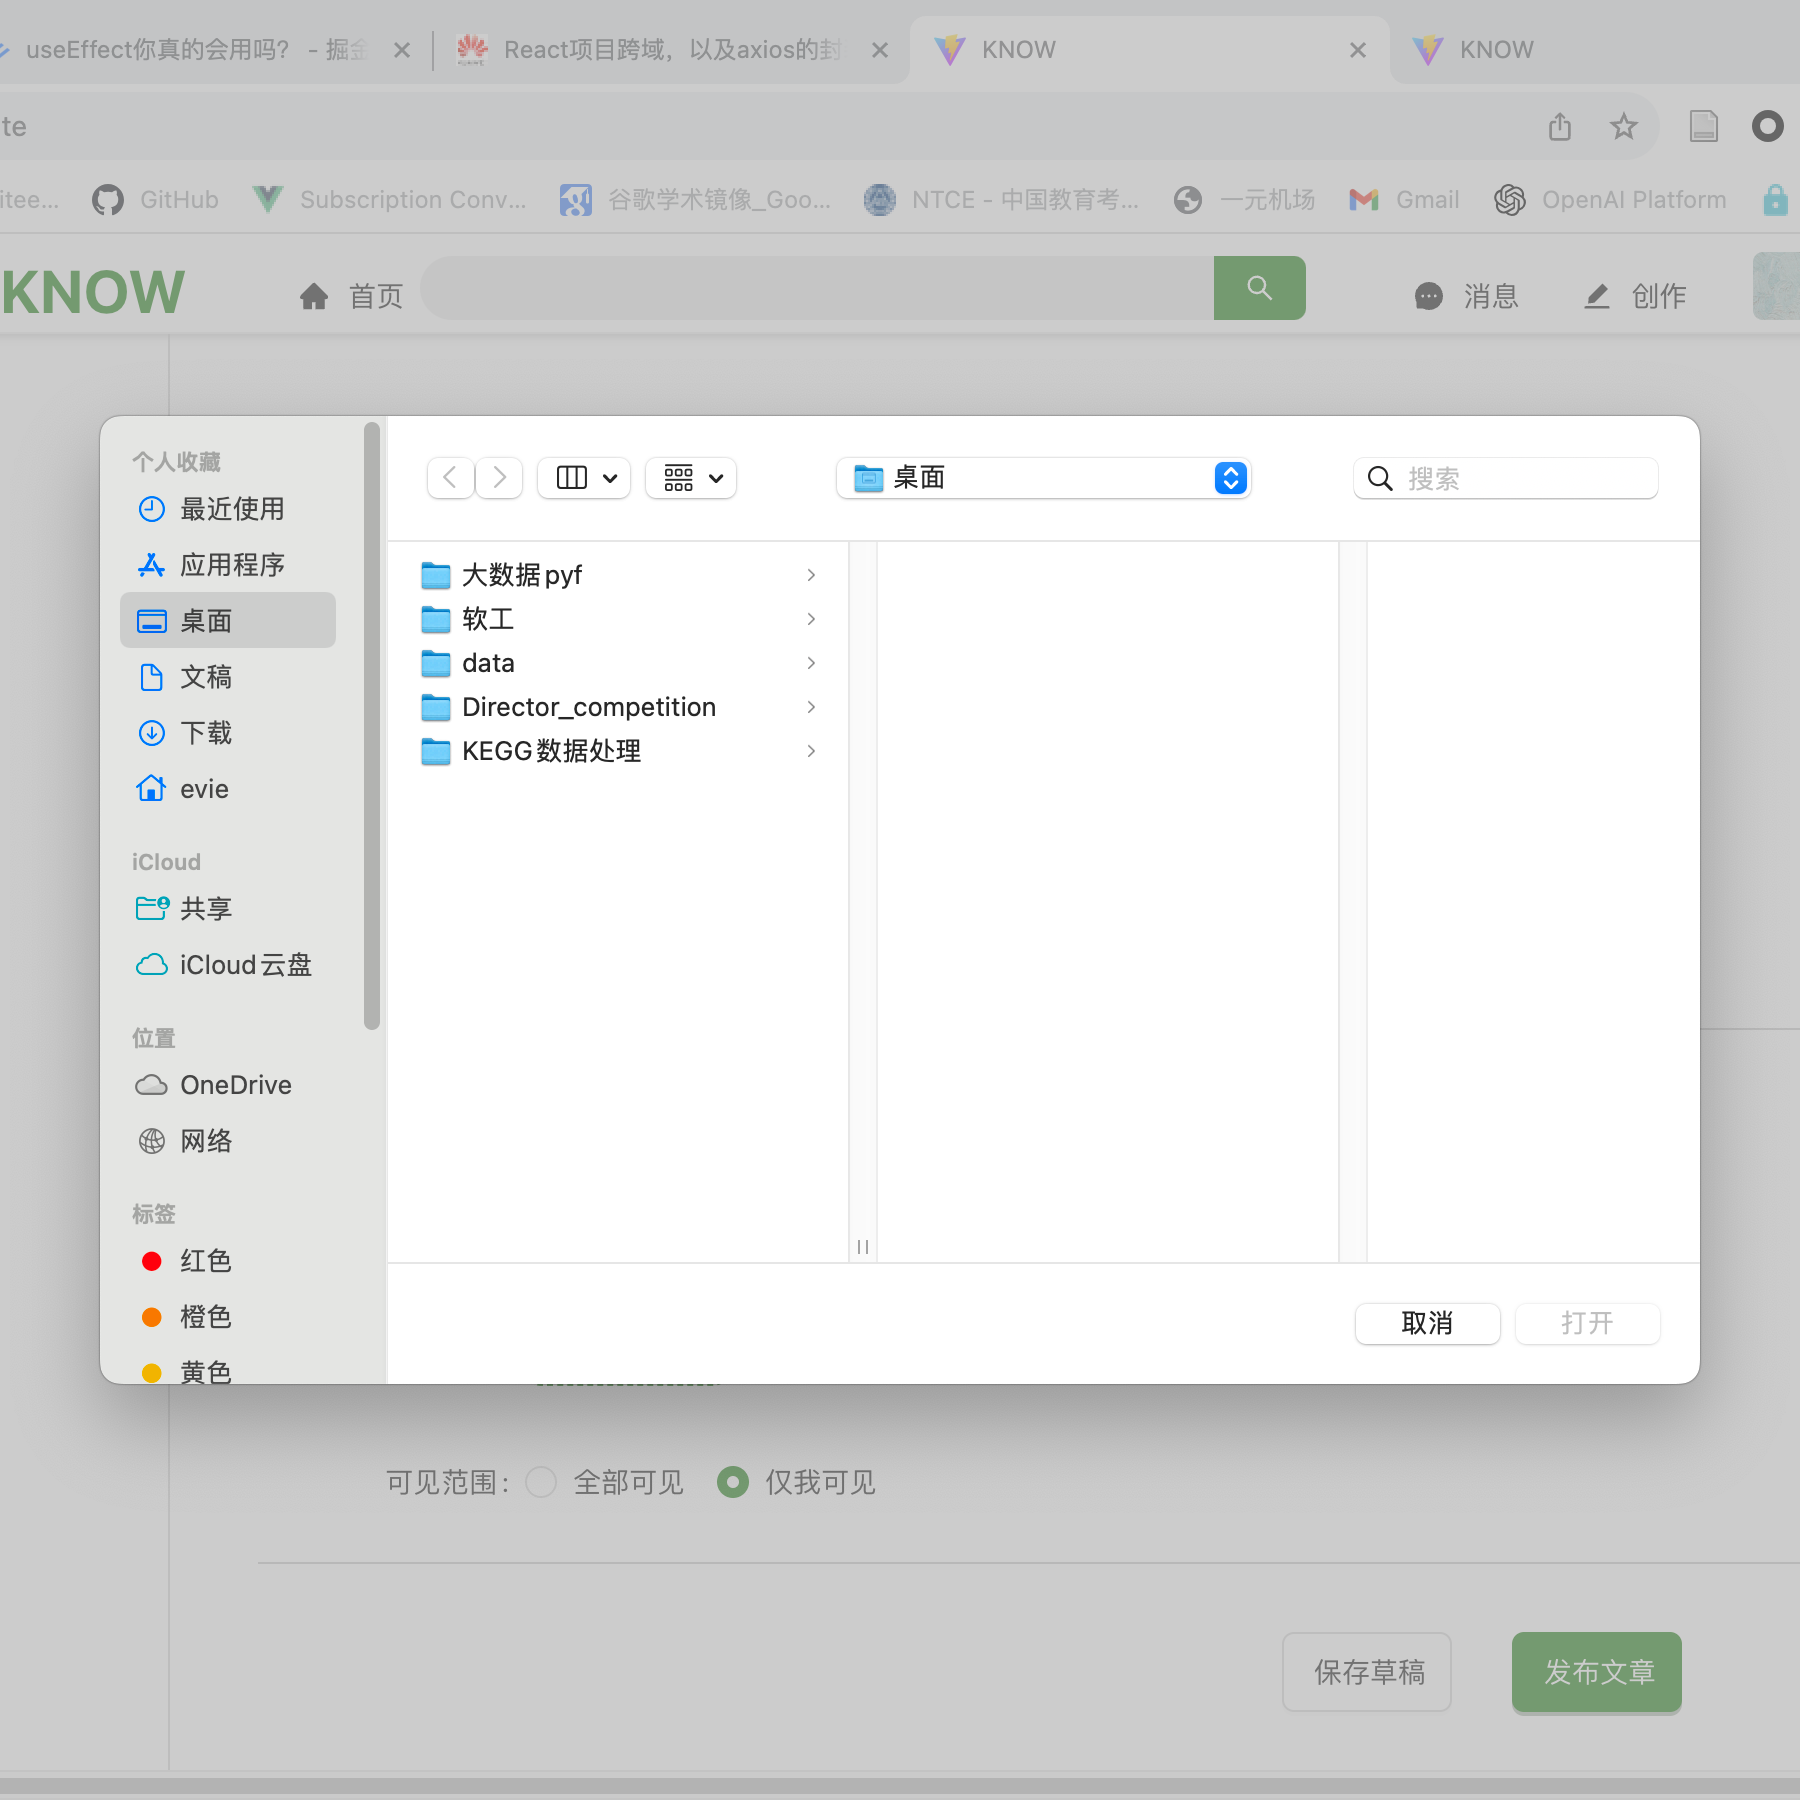 useEffect你真的会用吗？ - 掘金
React项目跨域，以及axios的封
KNOW
KNOW
te
itee...
GitHub
Subscription Conv...
谷歌学术镜像_Goo...
NTCE - 中国教育考...
一元机场
Gmail
OpenAI Platform
KNOW
首页
消息
创作
个人收藏
最近使用
应用程序
桌面
文稿
下载
evie
iCloud
共享
iCloud云盘
位置
OneDrive
网络
标签
红色
橙色
黄色
桌面
搜索
大数据pyf
软工
data
Director_competition
KEGG数据处理
取消
打开
可见范围：
全部可见
仅我可见
保存草稿
发布文章